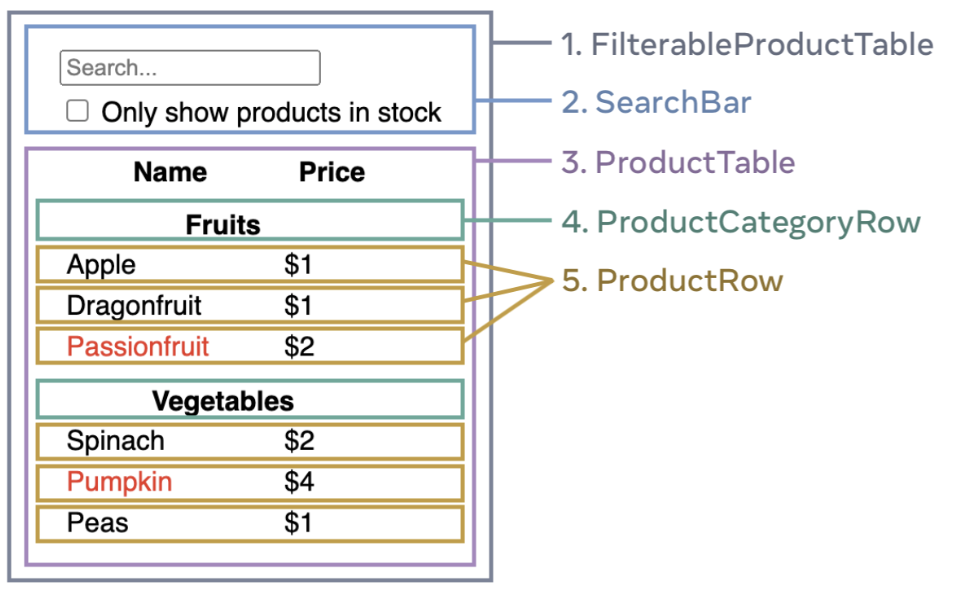 Search...
Only show products in stock
Name Price
Fruits
Apple $1
Dragonfruit $1
Passionfruit $2
Vegetables
Spinach $2
Pumpkin $4
Peas $1
1. FilterableProductTable
2. SearchBar
3. ProductTable
4. ProductCategoryRow
5. ProductRow